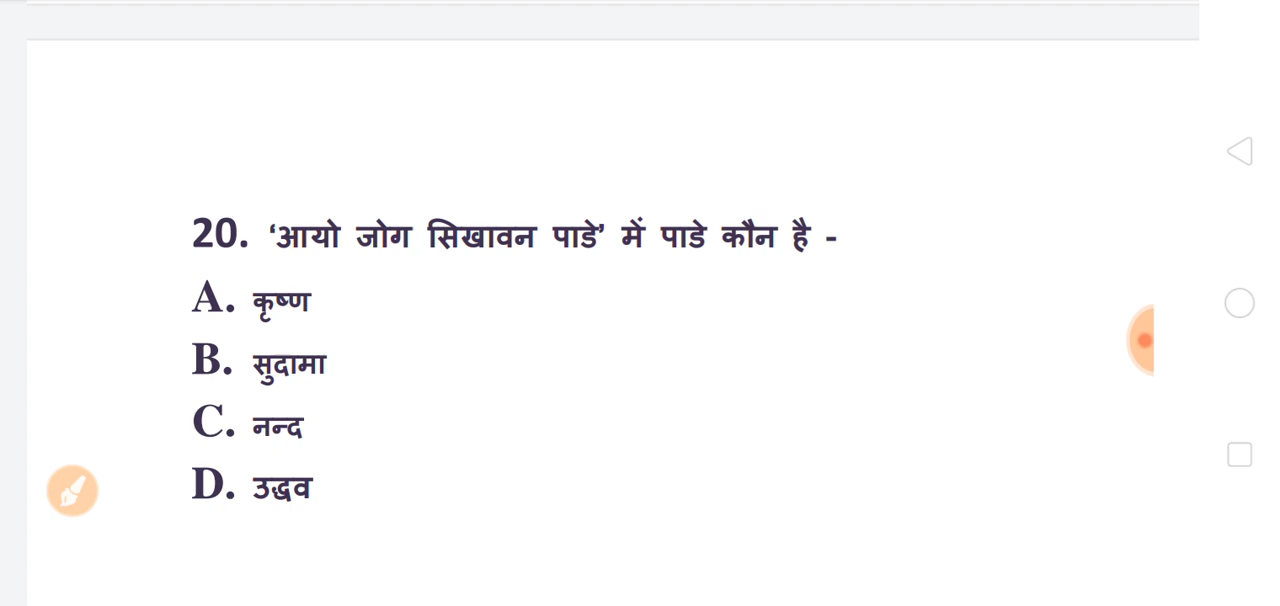 20. ‘आयो जोग सिखावन पाडे’ में पाडे कौन है -
A. कृष्ण
B. सुदामा
C. नन्द
D. उद्धव